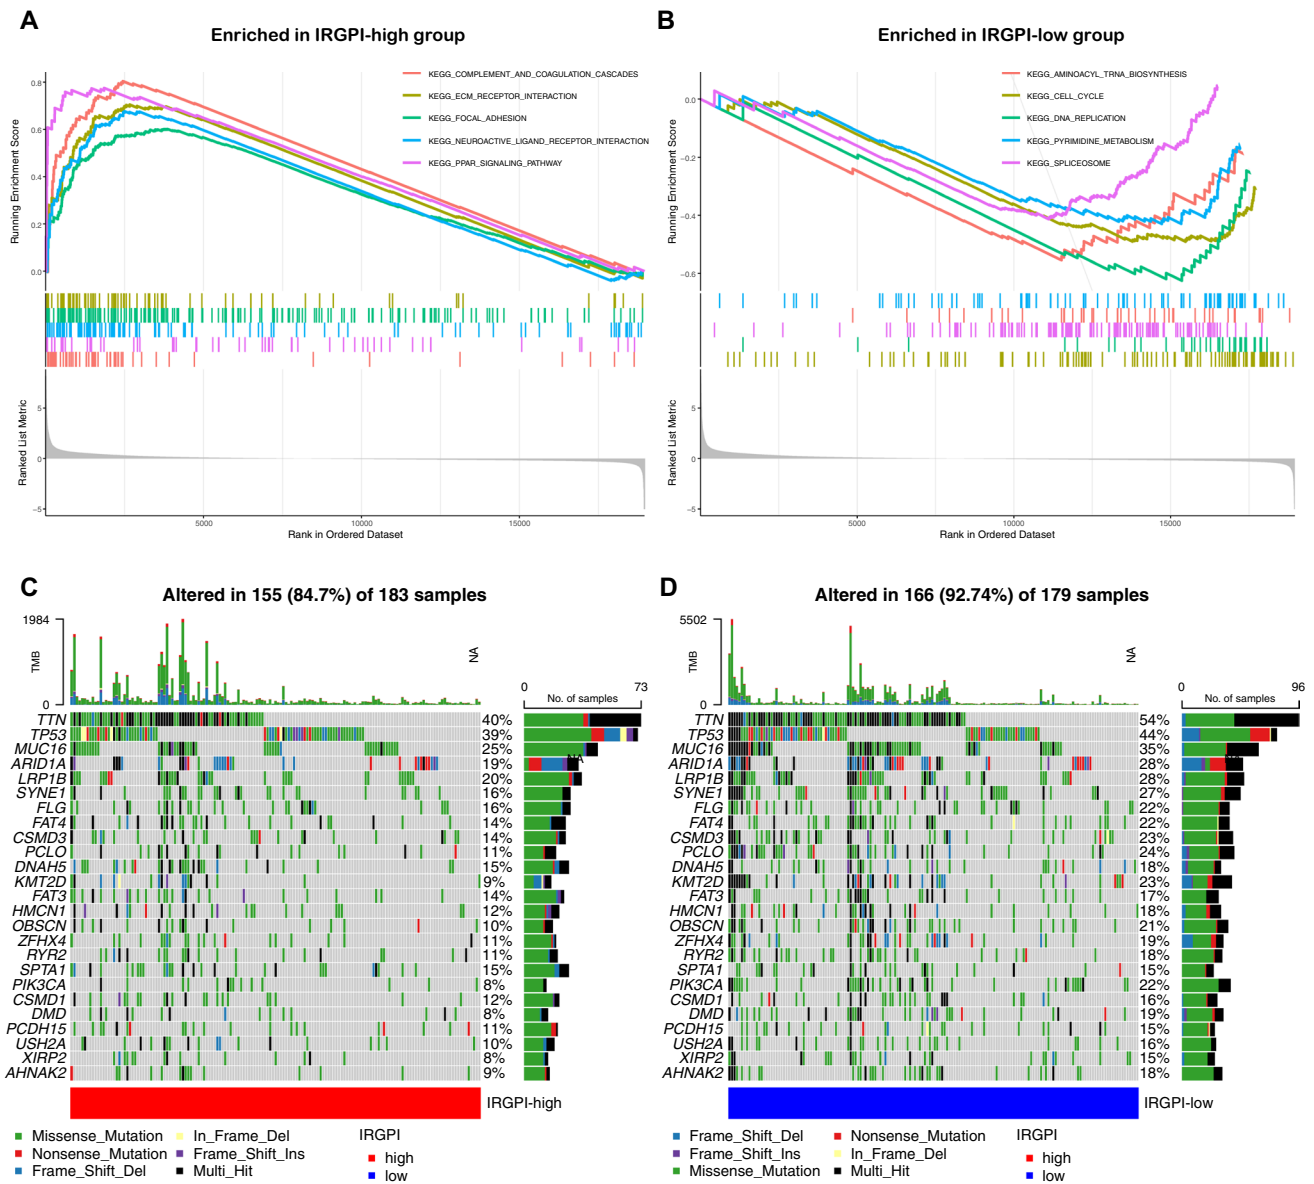 A
Enriched in IRGPI-high group
KEGG_COMPLEMENT_AND_COAGULATION_CASCADES
KEGG_ECM_RECEPTOR_INTERACTION
KEGG_FOCAL_ADHESION
KEGG_NEUROACTIVE_LIGAND_RECEPTOR_INTERACTION
KEGG_PPAR_SIGNALING_PATHWAY
Running Enrichment Score
0.8
0.6
0.4
0.2
0.0
Ranked List Metric
5
0
−5
5000
10000
15000
Rank in Ordered Dataset
B
Enriched in IRGPI-low group
KEGG_AMINOACYL_TRNA_BIOSYNTHESIS
KEGG_CELL_CYCLE
KEGG_DNA_REPLICATION
KEGG_PYRIMIDINE_METABOLISM
KEGG_SPLICEOSOME
Running Enrichment Score
0.0
−0.2
−0.4
−0.6
Ranked List Metric
5
0
−5
5000
10000
15000
Rank in Ordered Dataset
C
Altered in 155 (84.7%) of 183 samples
1984
TMB
0
NA
0
73
No. of samples
TTN 40%
TP53 39%
MUC16 25%
ARID1A 19%
NA
LRP1B 20%
SYNE1 16%
FLG 16%
FAT4 14%
CSMD3 14%
PCLO 11%
DNAH5 15%
KMT2D 9%
FAT3 14%
HMCN1 12%
OBSCN 10%
ZFHX4 11%
RYR2 11%
SPTA1 15%
PIK3CA 8%
CSMD1 12%
DMD 8%
PCDH15 11%
USH2A 10%
XIRP2 8%
AHNAK2 9%
IRGPI-high
Missense_Mutation
Nonsense_Mutation
Frame_Shift_Del
In_Frame_Del
Frame_Shift_Ins
Multi_Hit
IRGPI
high
low
D
Altered in 166 (92.74%) of 179 samples
5502
TMB
0
NA
0
96
No. of samples
TTN 54%
TP53 44%
MUC16 35%
ARID1A 28%
LRP1B 28%
SYNE1 27%
FLG 22%
FAT4 22%
CSMD3 23%
PCLO 24%
DNAH5 18%
KMT2D 23%
FAT3 17%
HMCN1 18%
OBSCN 21%
ZFHX4 19%
RYR2 18%
SPTA1 15%
PIK3CA 22%
CSMD1 16%
DMD 19%
PCDH15 15%
USH2A 16%
XIRP2 15%
AHNAK2 18%
IRGPI-low
Frame_Shift_Del
Frame_Shift_Ins
Missense_Mutation
Nonsense_Mutation
In_Frame_Del
Multi_Hit
IRGPI
high
low